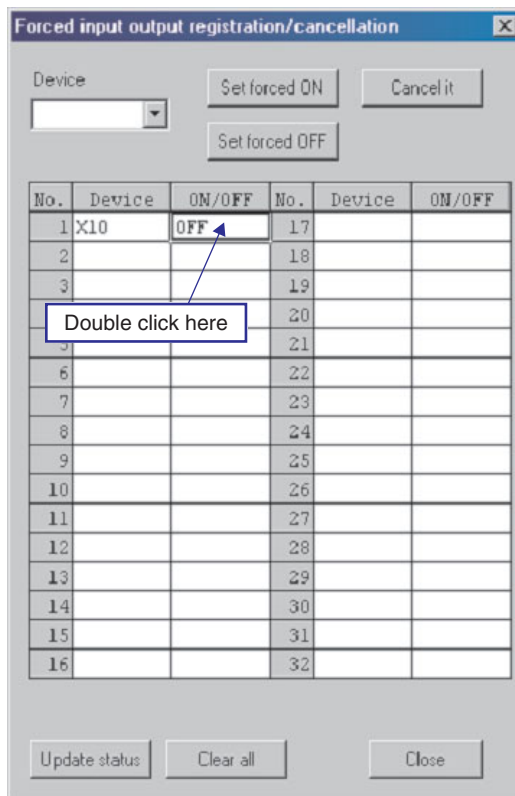 Forced input output registration/cancellation
Device
Set forced ON
Cancel it
Set forced OFF
No. Device ON/OFF No. Device ON/OFF
1 X10 OFF 17
2 18
3 19
20
5 21
6 22
7 23
8 24
9 25
10 26
11 27
12 28
13 29
14 30
15 31
16 32
Double click here
Update status
Clear all
Close